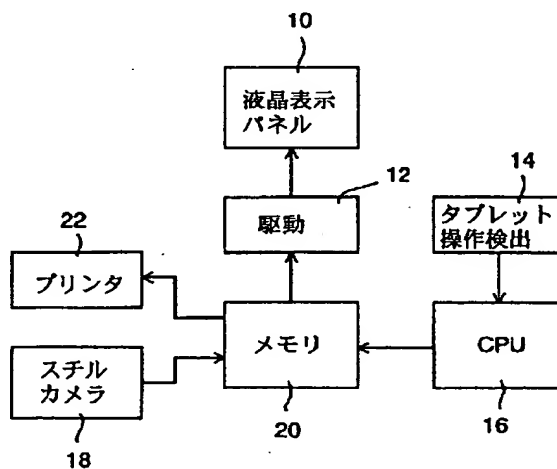 10
液晶表示
パネル
12
14
駆動
タブレット
操作検出
22
プリンタ
メモリ
CPU
スチル
カメラ
18
20
16